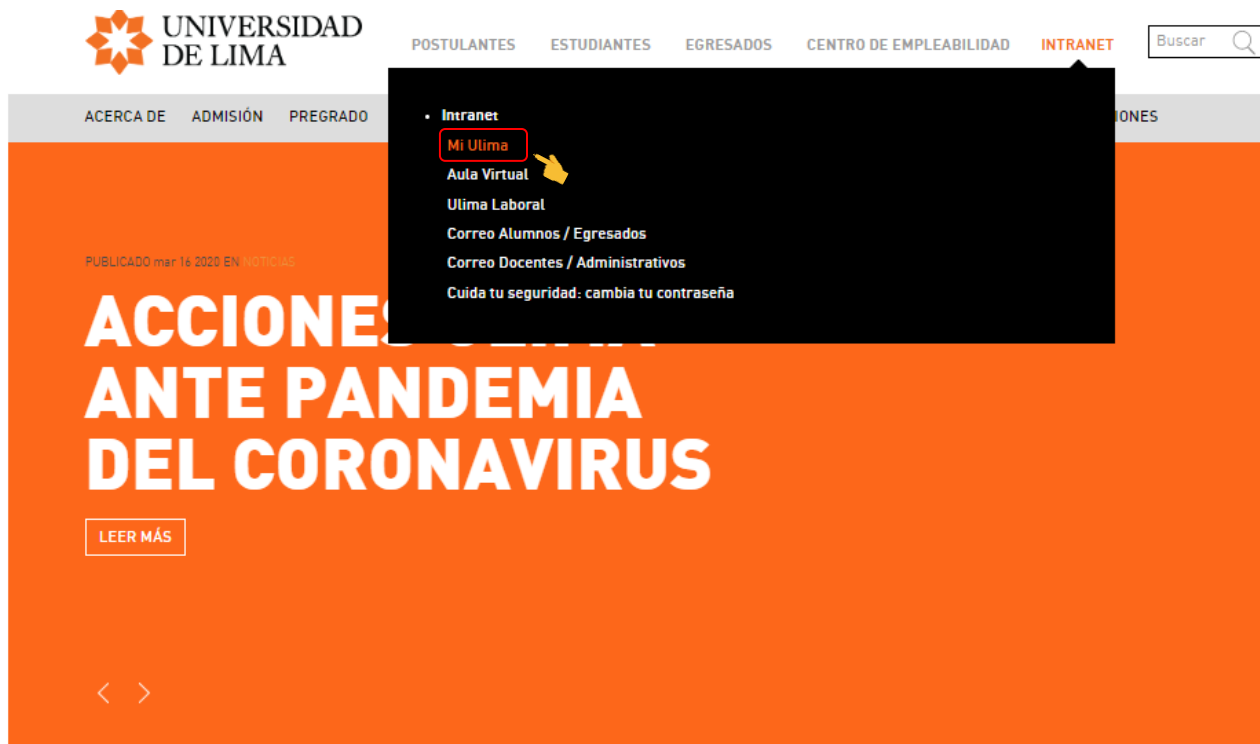 UNIVERSIDAD
DE LIMA
POSTULANTES ESTUDIANTES EGRESADOS CENTRO DE EMPLEABILIDAD INTRANET Buscar
ACERCA DE ADMISIÓN PREGRADO
• Intranet
Mi Ulima
Aula Virtual
Ulima Laboral
Correo Alumnos / Egresados
Correo Docentes / Administrativos
Cuida tu seguridad: cambia tu contraseña
PUBLICADO mar 16 2020 EN NOTICIAS
ACCIONES
ANTE PANDEMIA
DEL CORONAVIRUS
LEER MÁS